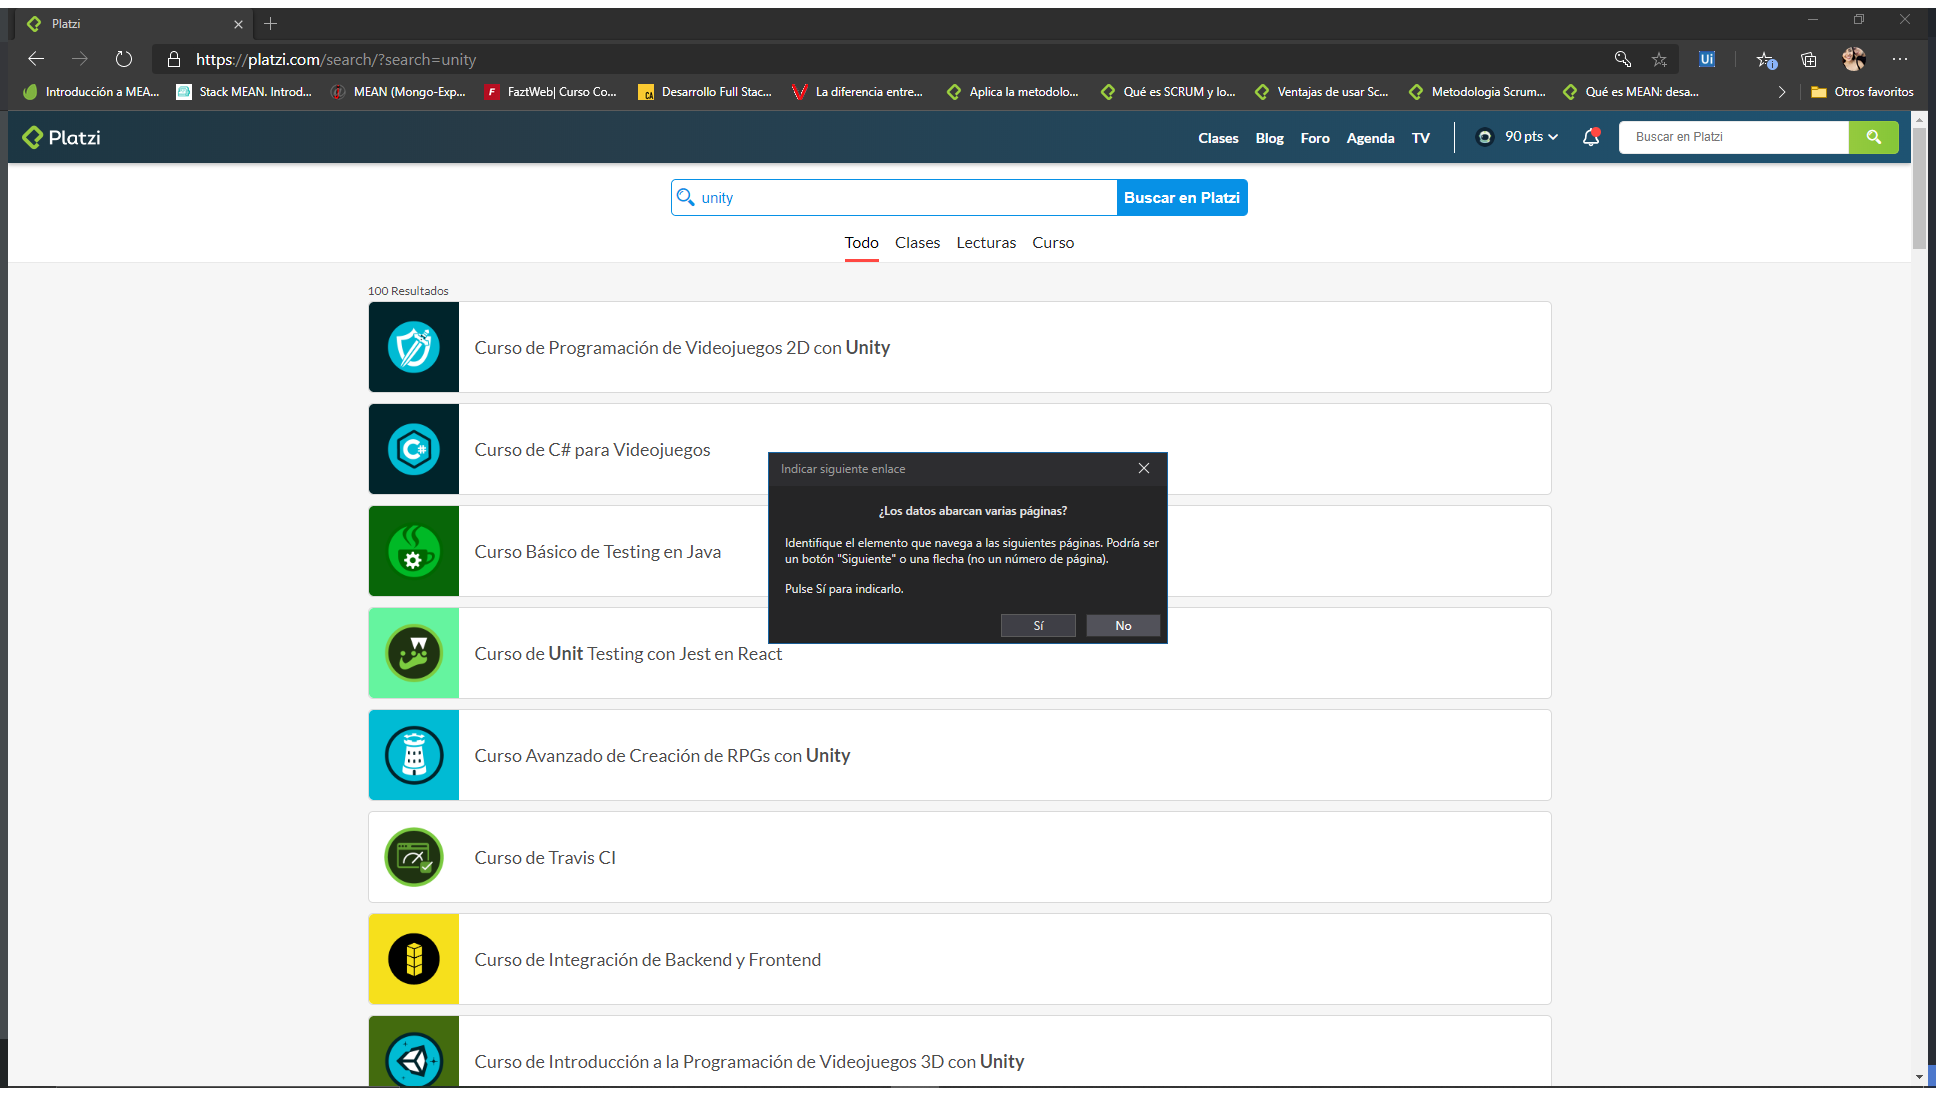 Platzi
https://platzi.com/search/?search=unity
Introducción a MEA...
Stack MEAN. Introd...
MEAN (Mongo-Exp...
FaztWeb| Curso Co...
Desarrollo Full Stac...
La diferencia entre...
Aplica la metodolo...
Qué es SCRUM y lo...
Ventajas de usar Sc...
Metodologia Scrum...
Qué es MEAN: desa...
Otros favoritos
Platzi
Clases
Blog
Foro
Agenda
TV
90 pts
Buscar en Platzi
unity
Buscar en Platzi
Todo
Clases
Lecturas
Curso
100 Resultados
Curso de Programación de Videojuegos 2D con Unity
Curso de C# para Videojuegos
Curso Básico de Testing en Java
Curso de Unit Testing con Jest en React
Curso Avanzado de Creación de RPGs con Unity
Curso de Travis CI
Curso de Integración de Backend y Frontend
Curso de Introducción a la Programación de Videojuegos 3D con Unity
Indicar siguiente enlace
¿Los datos abarcan varias páginas?
Identifique el elemento que navega a las siguientes páginas. Podría ser
un botón "Siguiente" o una flecha (no un número de página).
Pulse Sí para indicarlo.
Sí
No